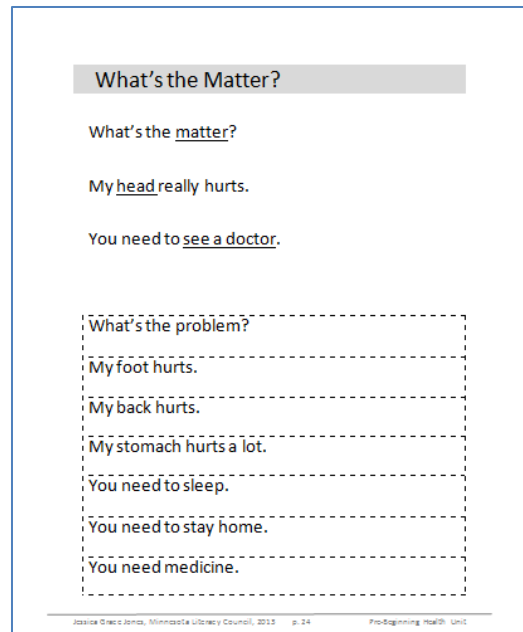 What's the Matter?
What's the matter?
My head really hurts.
You need to see a doctor.
What's the problem?
My foot hurts.
My back hurts.
My stomach hurts a lot.
You need to sleep.
You need to stay home.
You need medicine.
Jessica Grace Jones, Minnesota Literacy Council, 2013 p. 24 Pre-Beginning Health Unit